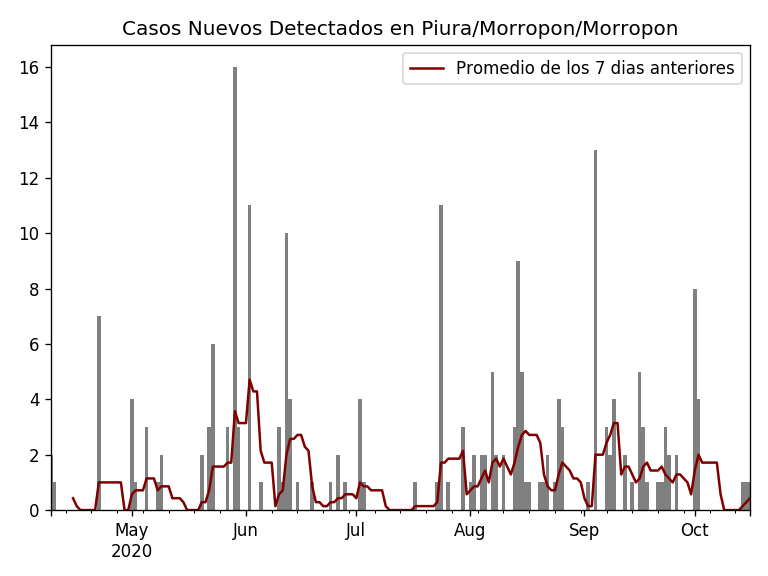 Casos Nuevos Detectados en Piura/Morropon/Morropon
Promedio de los 7 dias anteriores
16
14
12
10
8
6
4
2
0
May
2020
Jun
Jul
Aug
Sep
Oct